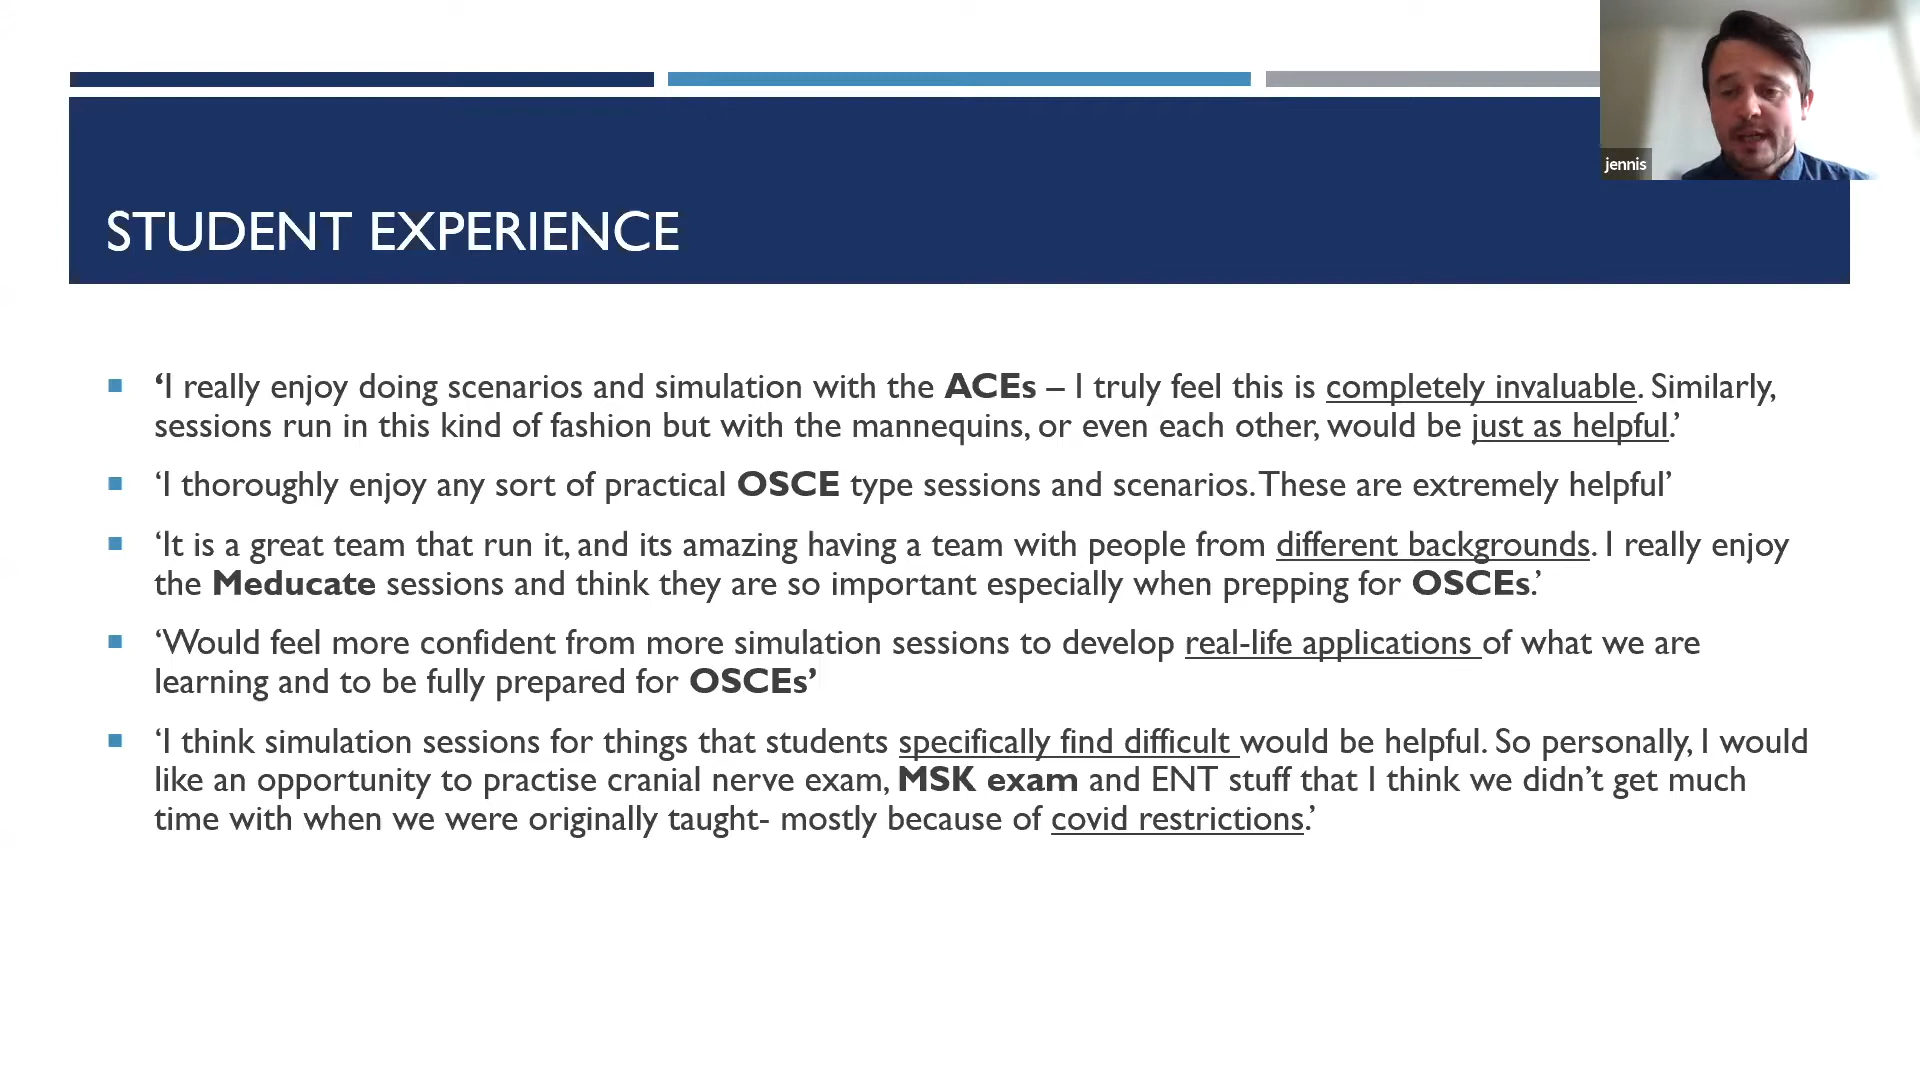 jennis
STUDENT EXPERIENCE
‘I really enjoy doing scenarios and simulation with the ACEs – I truly feel this is completely invaluable. Similarly,
sessions run in this kind of fashion but with the mannequins, or even each other, would be just as helpful.’
‘I thoroughly enjoy any sort of practical OSCE type sessions and scenarios. These are extremely helpful’
‘It is a great team that run it, and its amazing having a team with people from different backgrounds. I really enjoy
the Meducate sessions and think they are so important especially when prepping for OSCEs.’
‘Would feel more confident from more simulation sessions to develop real-life applications of what we are
learning and to be fully prepared for OSCEs’
‘I think simulation sessions for things that students specifically find difficult would be helpful. So personally, I would
like an opportunity to practise cranial nerve exam, MSK exam and ENT stuff that I think we didn’t get much
time with when we were originally taught- mostly because of covid restrictions.’